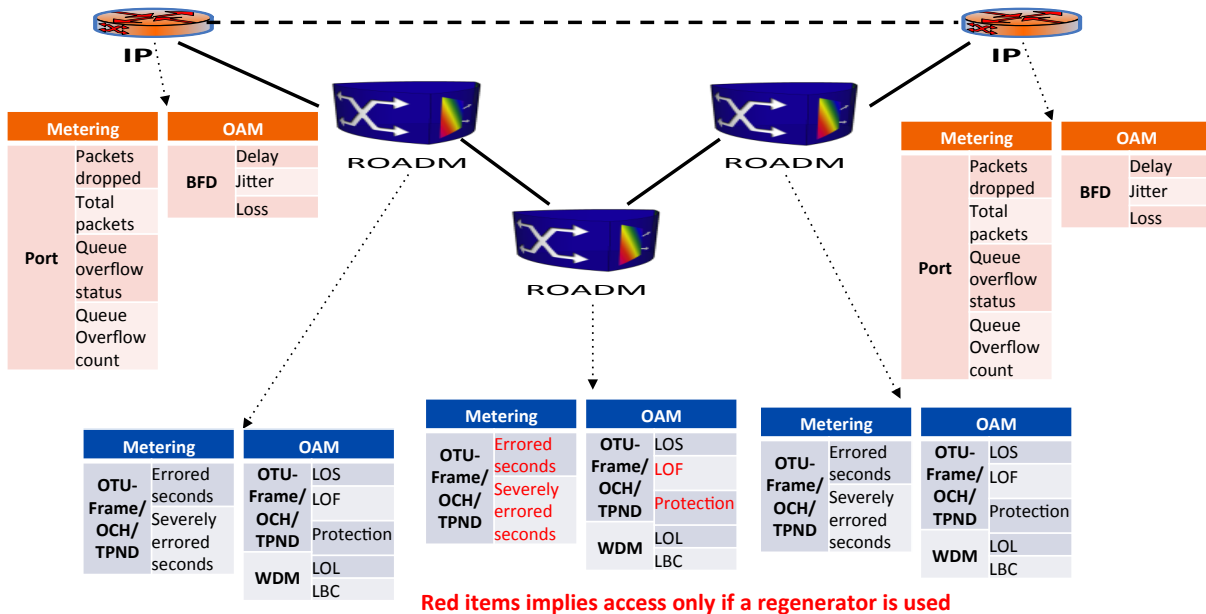 IP
IP
ROADM
ROADM
ROADM
Metering
Port
Packets
dropped
Total
packets
Queue
overflow
status
Queue
Overflow
count
OAM
BFD
Delay
Jitter
Loss
Metering
Port
Packets
dropped
Total
packets
Queue
overflow
status
Queue
Overflow
count
OAM
BFD
Delay
Jitter
Loss
Metering
OTU-
Frame/
OCH/
TPND
Errored
seconds
Severely
errored
seconds
OAM
OTU-
Frame/
OCH/
TPND
LOS
LOF
Protection
WDM
LOL
LBC
Metering
OTU-
Frame/
OCH/
TPND
Errored
seconds
Severely
errored
seconds
OAM
OTU-
Frame/
OCH/
TPND
LOS
LOF
Protection
WDM
LOL
LBC
Metering
OTU-
Frame/
OCH/
TPND
Errored
seconds
Severely
errored
seconds
OAM
OTU-
Frame/
OCH/
TPND
LOS
LOF
Protection
WDM
LOL
LBC
Red items implies access only if a regenerator is used